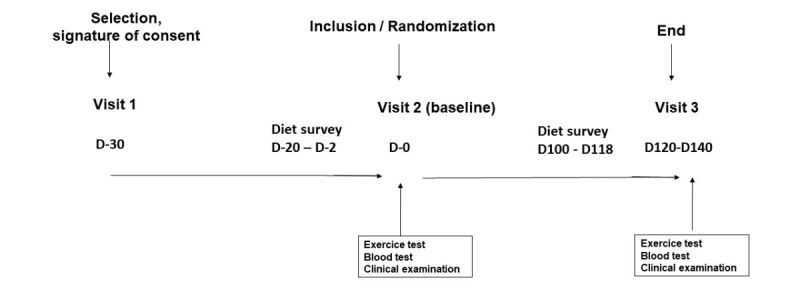 Selection,
signature of consent
Inclusion / Randomization
End
Visit 1
Visit 2 (baseline)
Visit 3
D-30
Diet survey
D-20 – D-2
D-0
Diet survey
D100 - D118
D120-D140
Exercice test
Blood test
Clinical examination
Exercice test
Blood test
Clinical examination